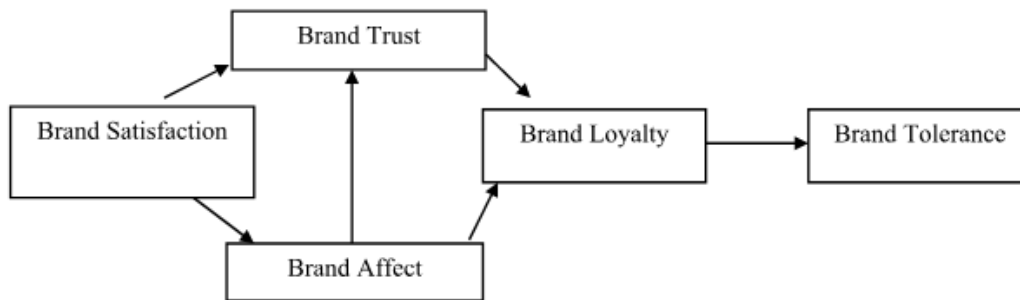 Brand Trust
Brand Satisfaction
Brand Loyalty
Brand Tolerance
Brand Affect